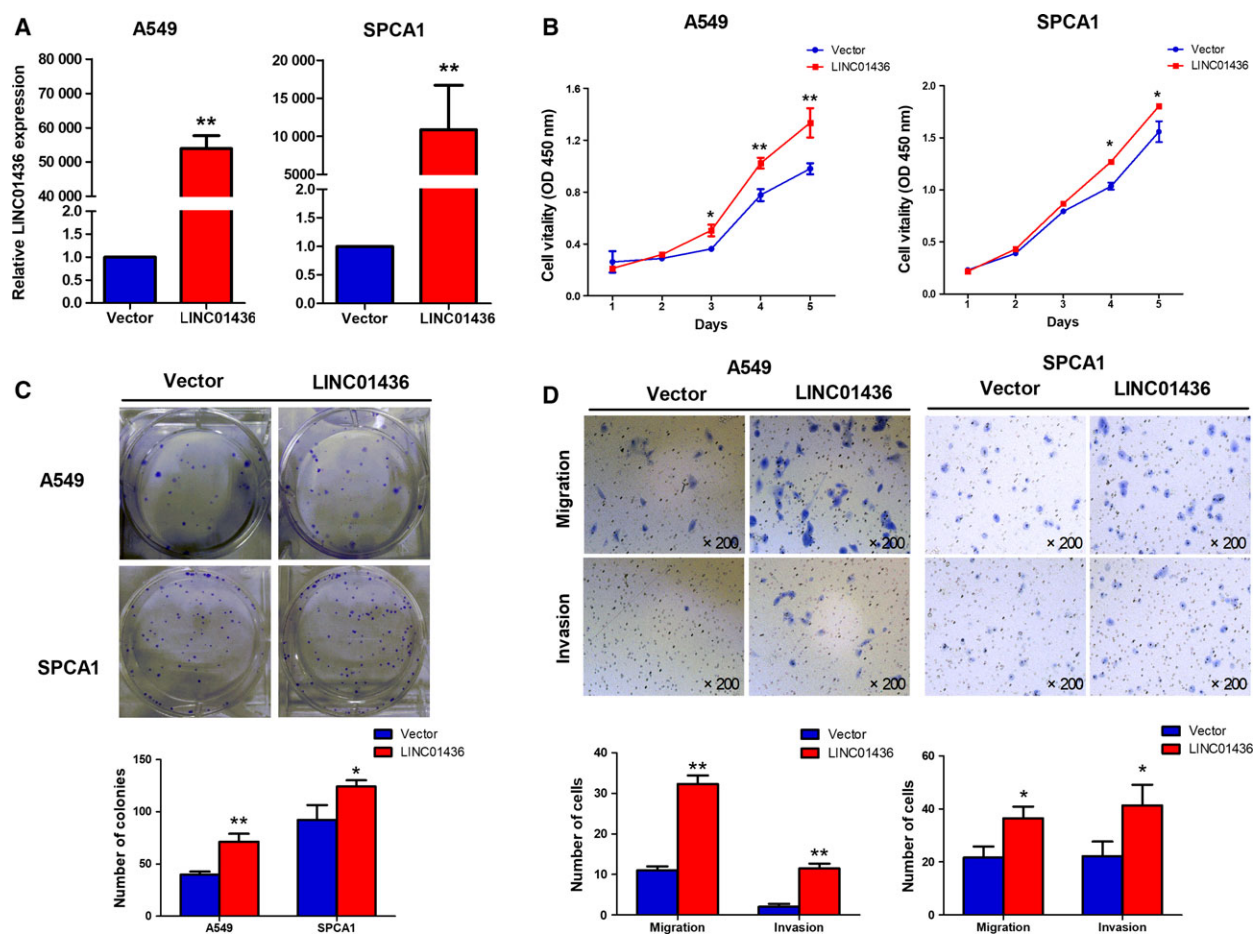 A
A549
SPCA1
Relative LINC01436 expression
80 000
60 000
50 000
40 000
2.0
1.5
1.0
0.5
0.0
Vector
LINC01436
**
20 000
15 000
10 000
5000
2.0
1.5
1.0
0.5
0.0
Vector
LINC01436
**
B
A549
Vector
LINC01436
Cell vitality (OD 450 nm)
1.6
1.2
0.8
0.4
0.0
* ** **
1 2 3 4 5
Days
SPCA1
Vector
LINC01436
Cell vitality (OD 450 nm)
2.0
1.5
1.0
0.5
0.0
* *
1 2 3 4 5
Days
C
Vector LINC01436
A549
SPCA1
Vector
LINC01436
Number of colonies
150
100
50
0
** *
A549 SPCA1
D
A549 SPCA1
Vector LINC01436 Vector LINC01436
Migration
× 200 × 200 × 200 × 200
Invasion
× 200 × 200 × 200 × 200
Vector
LINC01436
Number of cells
40
30
20
10
0
** **
Migration Invasion
Vector
LINC01436
Number of cells
60
40
20
0
* *
Migration Invasion